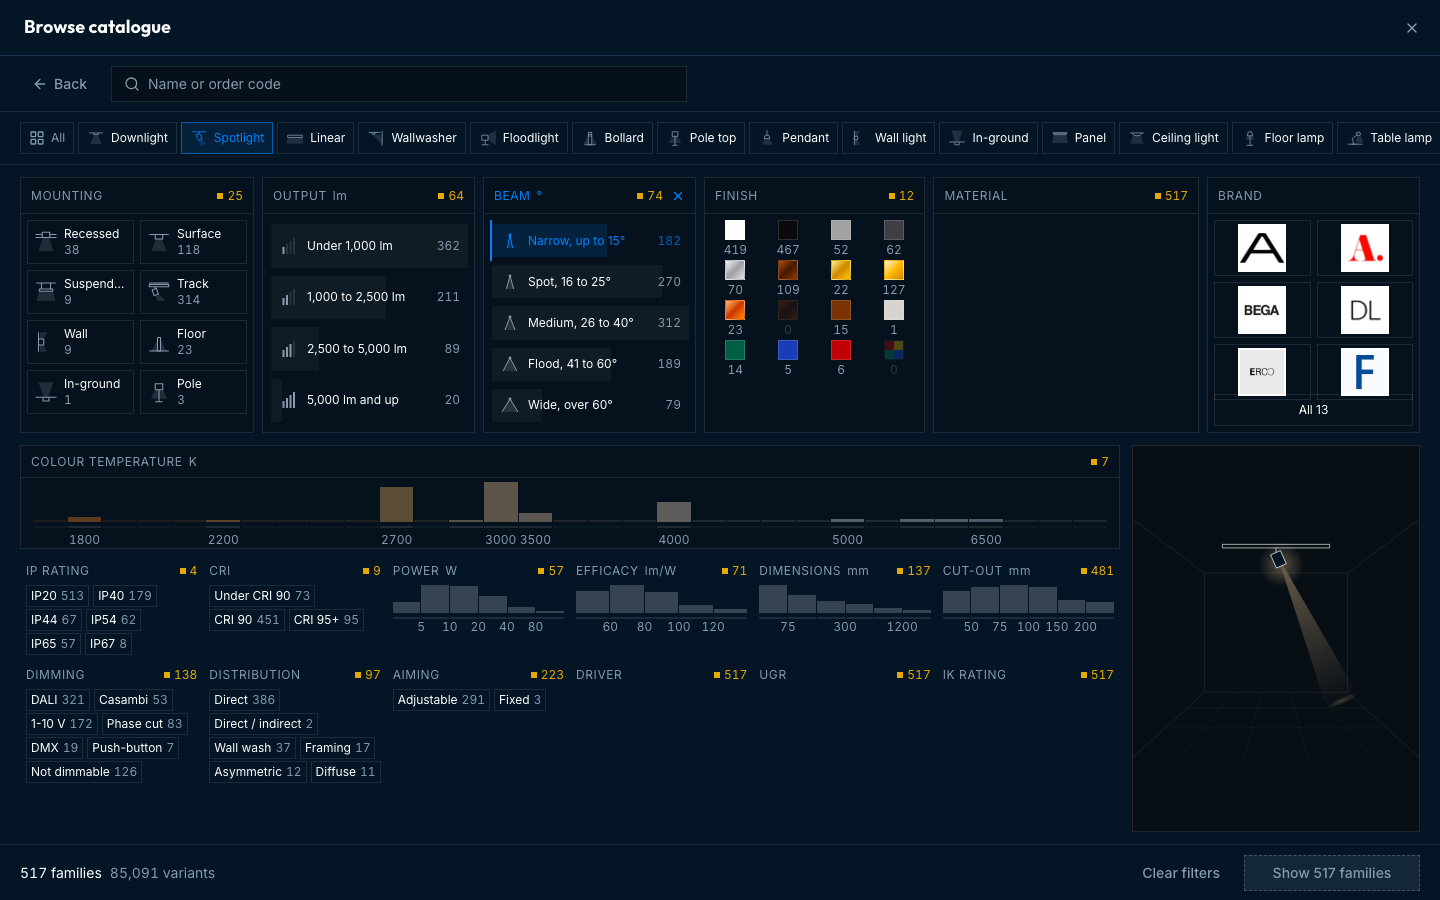 Browse catalogue
Back
Name or order code
All Downlight Spotlight Linear Wallwasher Floodlight Bollard Pole top Pendant Wall light In-ground Panel Ceiling light Floor lamp Table lamp
MOUNTING 25
Recessed 38
Surface 118
Suspend... 9
Track 314
Wall 9
Floor 23
In-ground 1
Pole 3
OUTPUT lm 64
Under 1,000 lm 362
1,000 to 2,500 lm 211
2,500 to 5,000 lm 89
5,000 lm and up 20
BEAM ° 74
Narrow, up to 15° 182
Spot, 16 to 25° 270
Medium, 26 to 40° 312
Flood, 41 to 60° 189
Wide, over 60° 79
FINISH 12
419 467 52 62
70 109 22 127
23 0 15 1
14 5 6 0
MATERIAL 517
BRAND
A A.
BEGA DL
ERCO F
All 13
COLOUR TEMPERATURE K 7
1800 2200 2700 3000 3500 4000 5000 6500
IP RATING 4
IP20 513 IP40 179
IP44 67 IP54 62
IP65 57 IP67 8
CRI 9
Under CRI 90 73
CRI 90 451 CRI 95+ 95
POWER W 57
5 10 20 40 80
EFFICACY lm/W 71
60 80 100 120
DIMENSIONS mm 137
75 300 1200
CUT-OUT mm 481
50 75 100 150 200
DIMMING 138
DALI 321 Casambi 53
1-10 V 172 Phase cut 83
DMX 19 Push-button 7
Not dimmable 126
DISTRIBUTION 97
Direct 386
Direct / indirect 2
Wall wash 37 Framing 17
Asymmetric 12 Diffuse 11
AIMING 223
Adjustable 291 Fixed 3
DRIVER 517
UGR 517
IK RATING 517
517 families 85,091 variants
Clear filters
Show 517 families